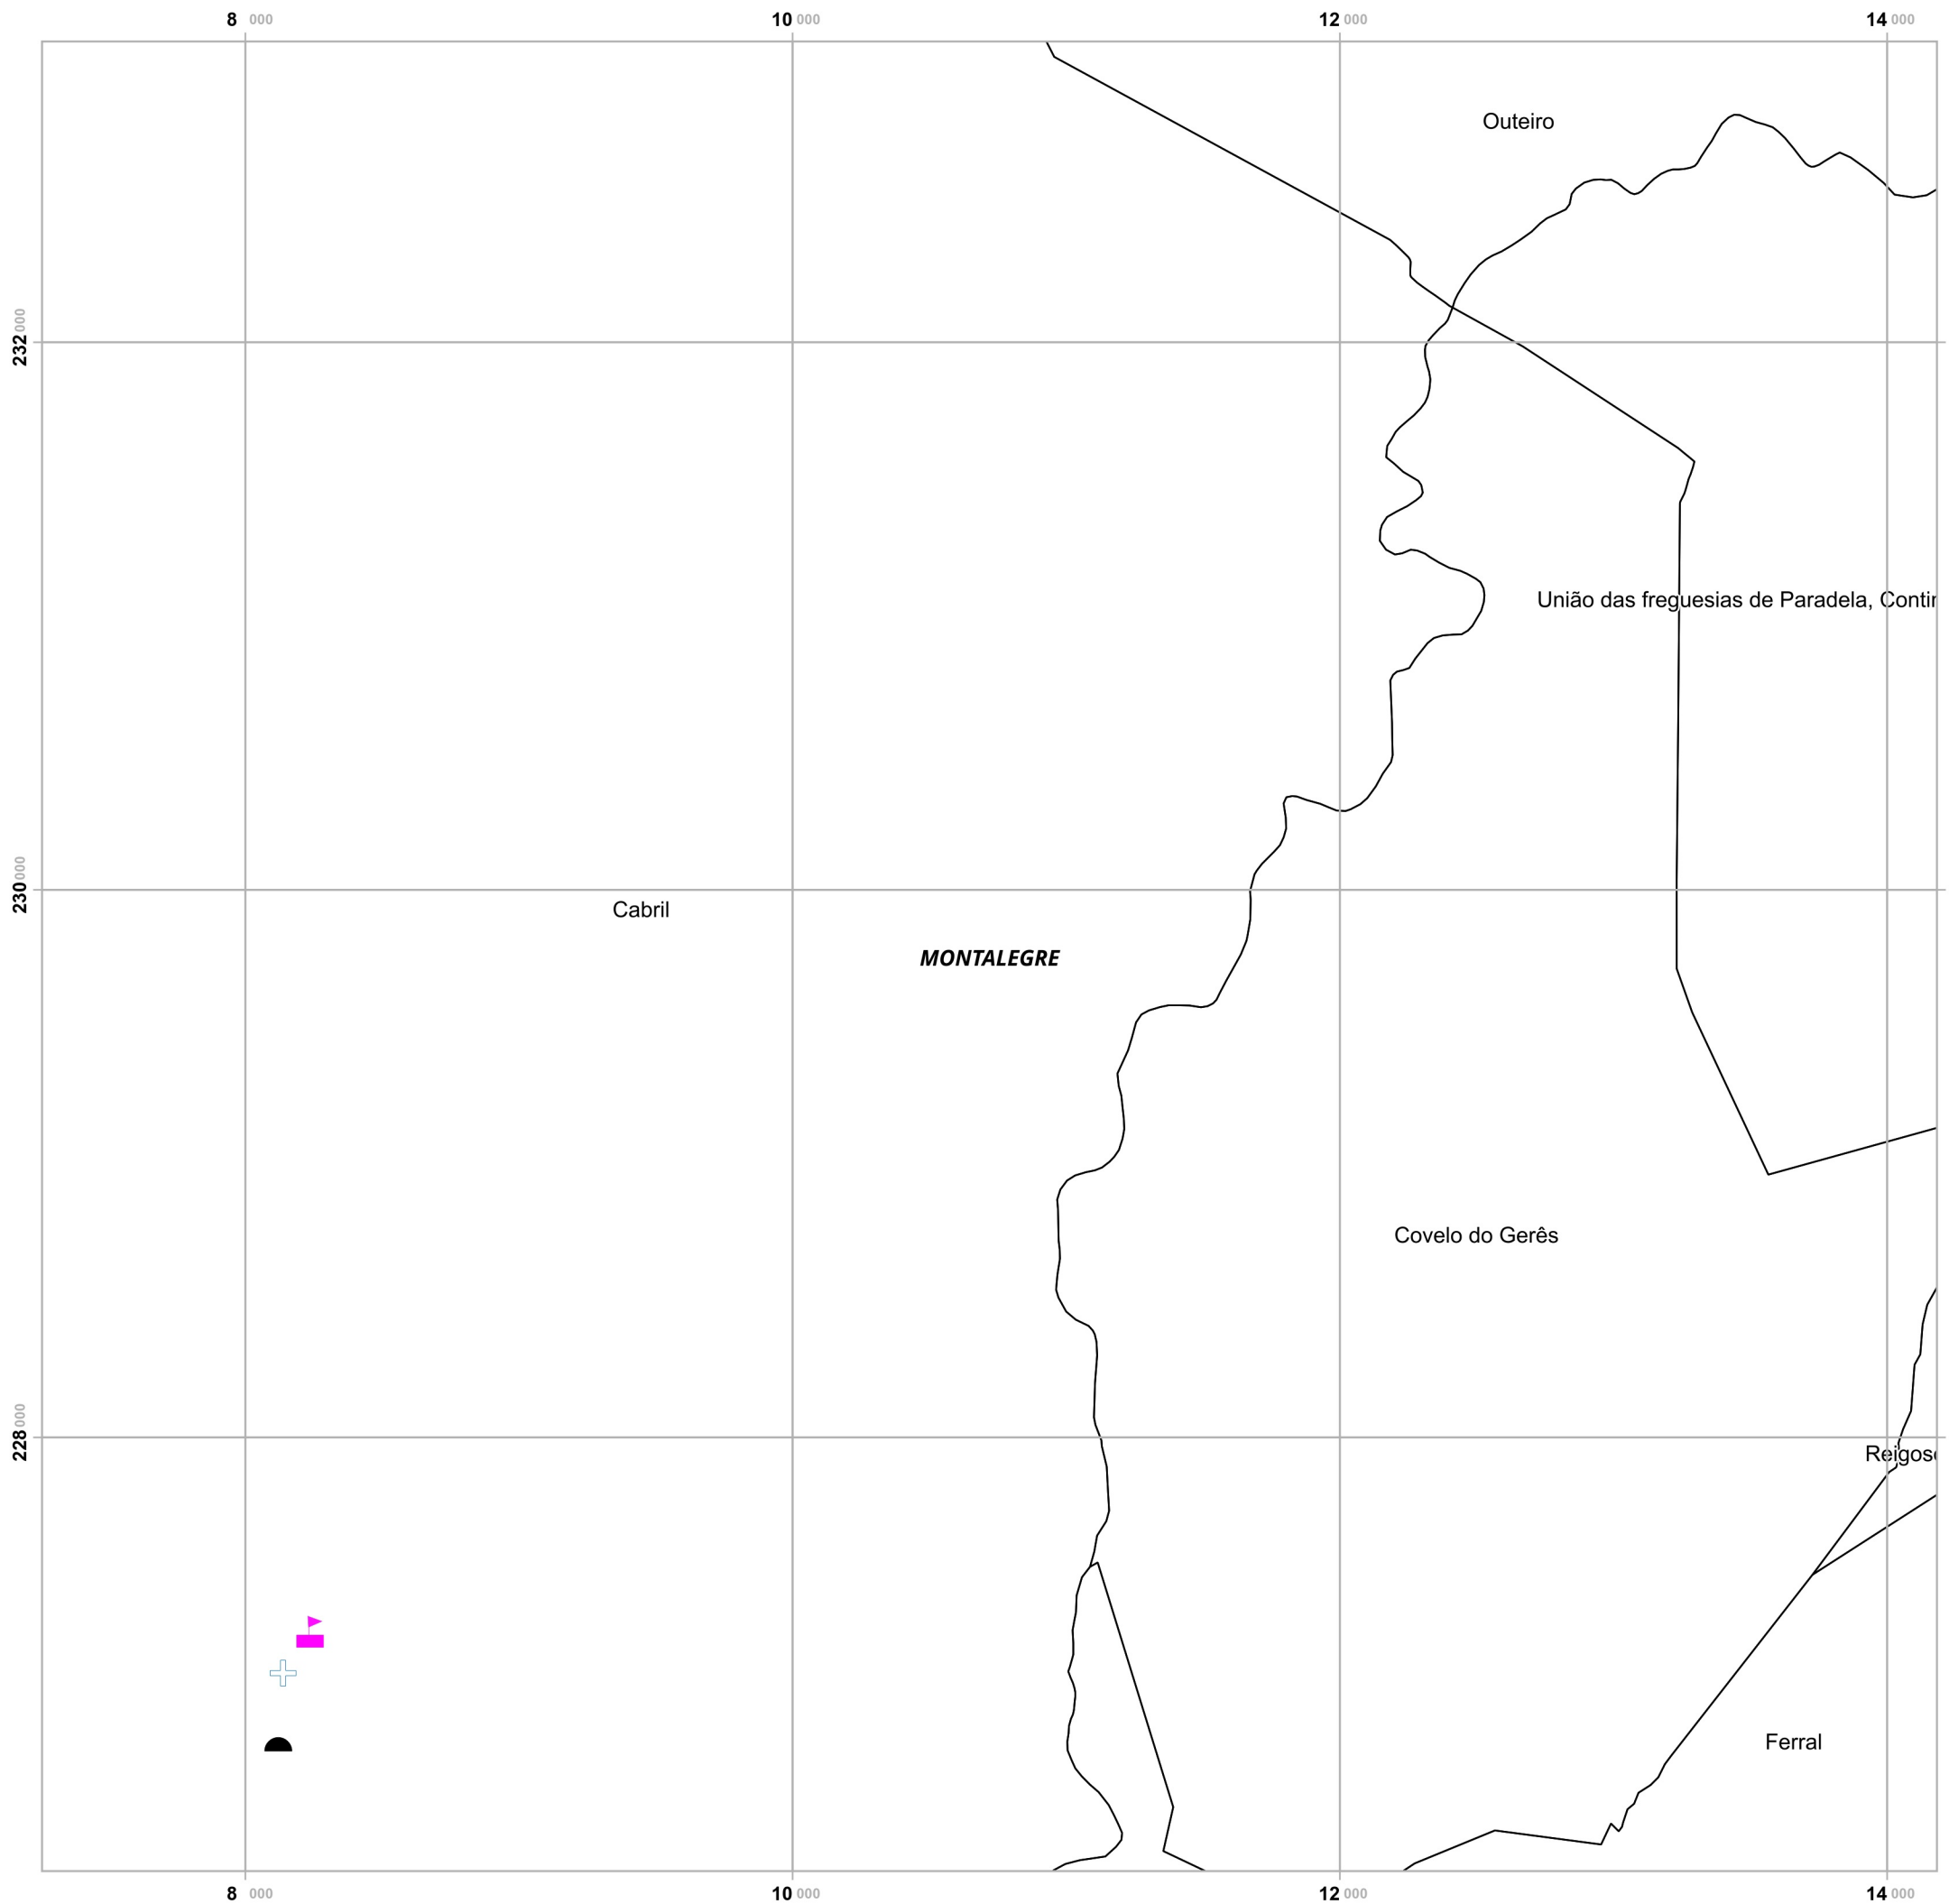 8 000 10 000 12 000 14 000
Outeiro
232 000
União das freguesias de Paradela, Contin
230 000
Cabril
MONTALEGRE
Covelo do Gerês
228 000
Reigoso
Ferral
8 000 10 000 12 000 14 000